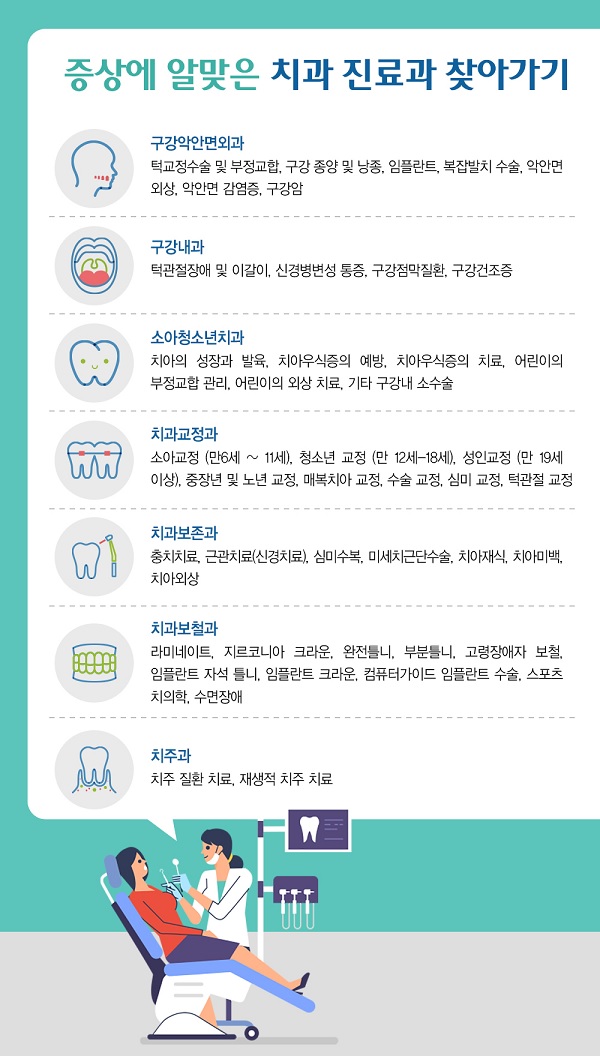 증상에 알맞은 치과 진료과 찾아가기
구강악안면외과
턱교정수술 및 부정교합, 구강 종양 및 낭종, 임플란트, 복잡발치 수술, 악안면
외상, 악안면 감염증, 구강암
구강내과
턱관절장애 및 이갈이, 신경병변성 통증, 구강점막질환, 구강건조증
소아청소년치과
치아의 성장과 발육, 치아우식증의 예방, 치아우식증의 치료, 어린이의
부정교합 관리, 어린이의 외상 치료, 기타 구강내 소수술
치과교정과
소아교정 (만6세 ~ 11세), 청소년 교정 (만 12세-18세), 성인교정 (만 19세
이상), 중장년 및 노년 교정, 매복치아 교정, 수술 교정, 심미 교정, 턱관절 교정
치과보존과
충치치료, 근관치료(신경치료), 심미수복, 미세치근단수술, 치아재식, 치아미백,
치아외상
치과보철과
라미네이트, 지르코니아 크라운, 완전틀니, 부분틀니, 고령장애자 보철,
임플란트 자석 틀니, 임플란트 크라운, 컴퓨터가이드 임플란트 수술, 스포츠
치의학, 수면장애
치주과
치주 질환 치료, 재생적 치주 치료